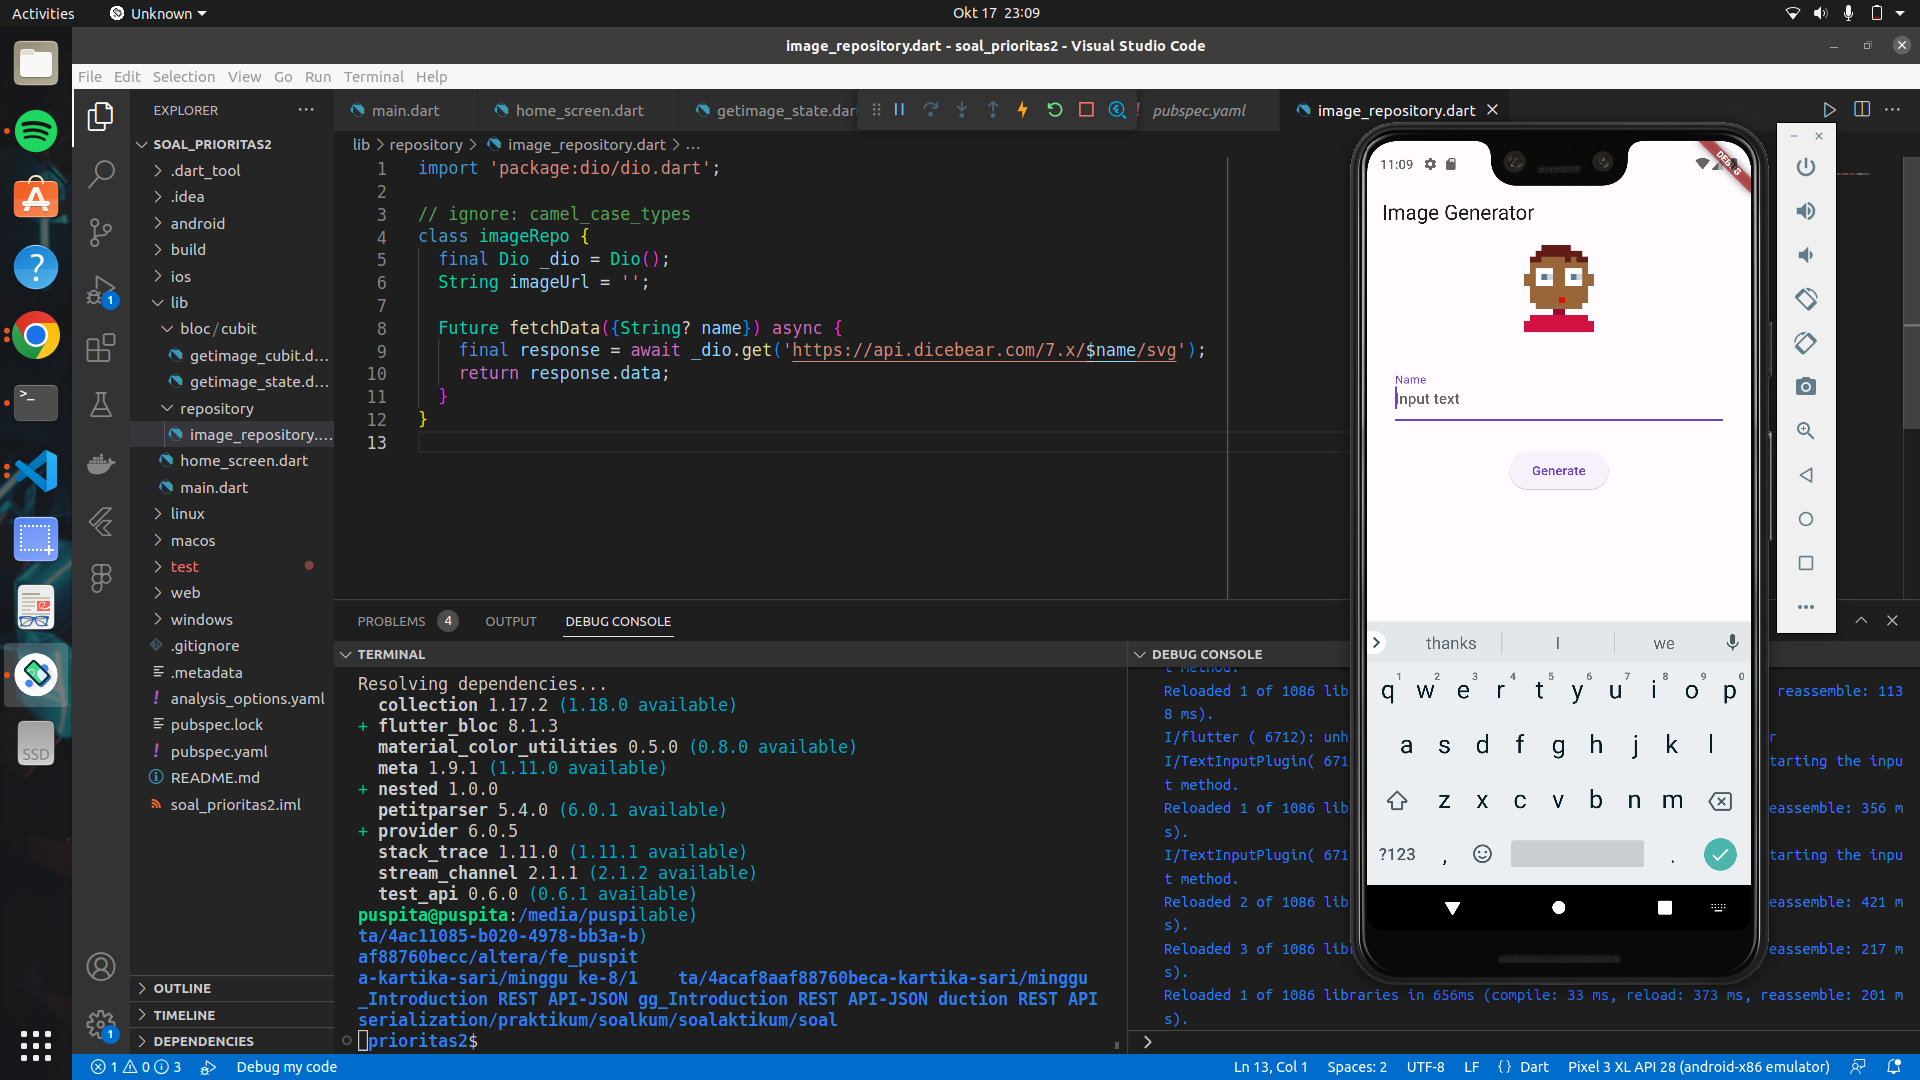 Activities
Unknown
Okt 17 23:09
image_repository.dart - soal_prioritas2 - Visual Studio Code
File Edit Selection View Go Run Terminal Help
EXPLORER
SOAL_PRIORITAS2
.dart_tool
.idea
android
build
ios
lib
bloc/cubit
getimage_cubit.d...
getimage_state.d...
repository
image_repository....
home_screen.dart
main.dart
linux
macos
test
web
windows
.gitignore
.metadata
analysis_options.yaml
pubspec.lock
pubspec.yaml
README.md
soal_prioritas2.iml
OUTLINE
TIMELINE
DEPENDENCIES
1
1
SSD
main.dart
home_screen.dart
getimage_state.dar
pubspec.yaml
image_repository.dart
lib > repository > image_repository.dart > ...
1 import 'package:dio/dio.dart';
2
3 // ignore: camel_case_types
4 class imageRepo {
5 final Dio _dio = Dio();
6 String imageUrl = '';
7
8 Future fetchData({String? name}) async {
9 final response = await _dio.get('https://api.dicebear.com/7.x/$name/svg');
10 return response.data;
11 }
12 }
13
PROBLEMS 4 OUTPUT DEBUG CONSOLE
TERMINAL
Resolving dependencies...
collection 1.17.2 (1.18.0 available)
+ flutter_bloc 8.1.3
material_color_utilities 0.5.0 (0.8.0 available)
meta 1.9.1 (1.11.0 available)
+ nested 1.0.0
petitparser 5.4.0 (6.0.1 available)
+ provider 6.0.5
stack_trace 1.11.0 (1.11.1 available)
stream_channel 2.1.1 (2.1.2 available)
test_api 0.6.0 (0.6.1 available)
puspita@puspita:/media/puspilable)
ta/4ac11085-b020-4978-bb3a-b)
af88760becc/altera/fe_puspit
a-kartika-sari/minggu ke-8/1 ta/4acaf8aaf88760beca-kartika-sari/minggu
_Introduction REST API-JSON gg_Introduction REST API-JSON duction REST API
serialization/praktikum/soalkum/soalaktikum/soal
prioritas2$
DEBUG CONSOLE
t method.
Reloaded 1 of 1086 lib reassemble: 113
8 ms).
I/flutter ( 6712): unh r
I/TextInputPlugin( 671 tarting the inpu
t method.
Reloaded 1 of 1086 lib eassemble: 356 m
s).
I/TextInputPlugin( 671 tarting the inpu
t method.
Reloaded 2 of 1086 lib eassemble: 421 m
s).
Reloaded 3 of 1086 libr eassemble: 217 m
s).
Reloaded 1 of 1086 libraries in 656ms (compile: 33 ms, reload: 373 ms, reassemble: 201 m
s).
11:09
DEBUG
Image Generator
Name
Input text
Generate
thanks I we
1 2 3 4 5 6 7 8 9 0
q w e r t y u i o p
a s d f g h j k l
z x c v b n m
?123 , .
1 0 3 Debug my code
Ln 13, Col 1 Spaces: 2 UTF-8 LF {} Dart Pixel 3 XL API 28 (android-x86 emulator)